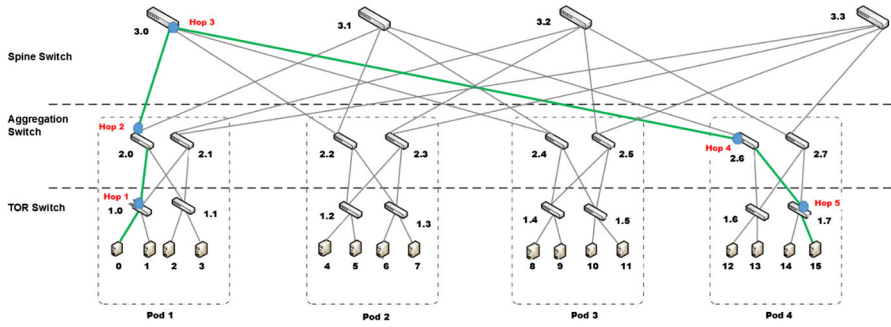 Hop 3
3.0
3.1
3.2
3.3
Spine Switch
Aggregation
Switch
Hop 2
2.0
2.1
2.2
2.3
2.4
2.5
Hop 4
2.6
2.7
TOR Switch
Hop 1
1.0
1.1
1.2
1.3
1.4
1.5
1.6
Hop 5
1.7
0
1
2
3
4
5
6
7
8
9
10
11
12
13
14
15
Pod 1
Pod 2
Pod 3
Pod 4